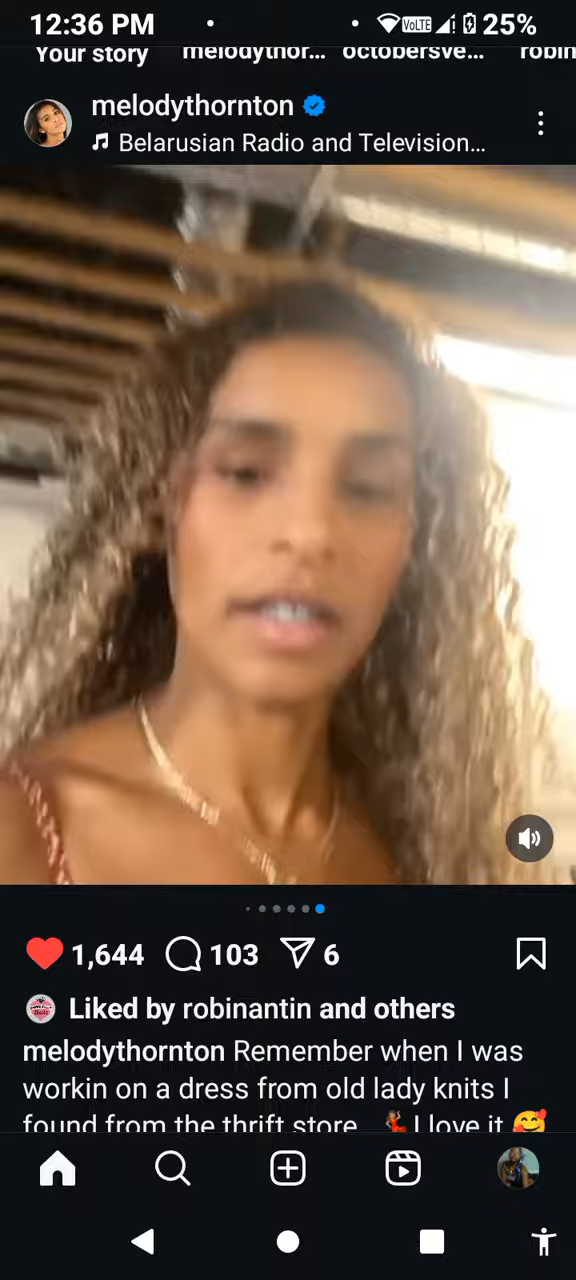 12:36 PM VoLTE 25%
Your story melodythor... octobersve... robin
melodythornton
Belarusian Radio and Television...
1,644 103 6
Liked by robinantin and others
melodythornton Remember when I was
workin on a dress from old lady knits I
found from the thrift store 💃🏾 I love it 🥰